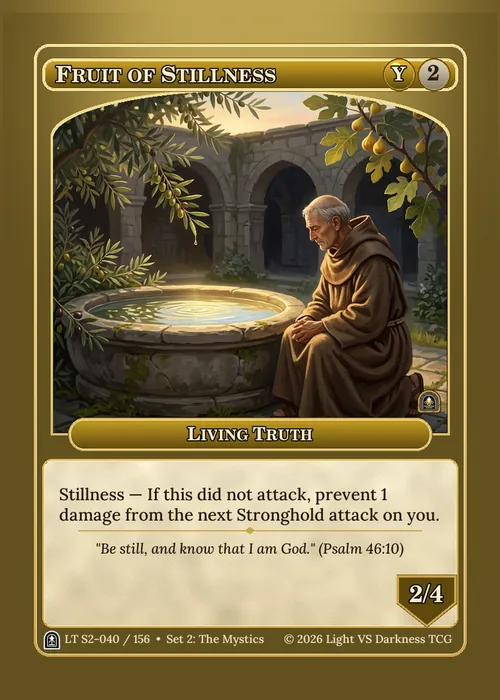 Fruit of Stillness Y 2
Living Truth
Stillness — If this did not attack, prevent 1
damage from the next Stronghold attack on you.
"Be still, and know that I am God." (Psalm 46:10)
2/4
LT S2-040 / 156 • Set 2: The Mystics © 2026 Light VS Darkness TCG